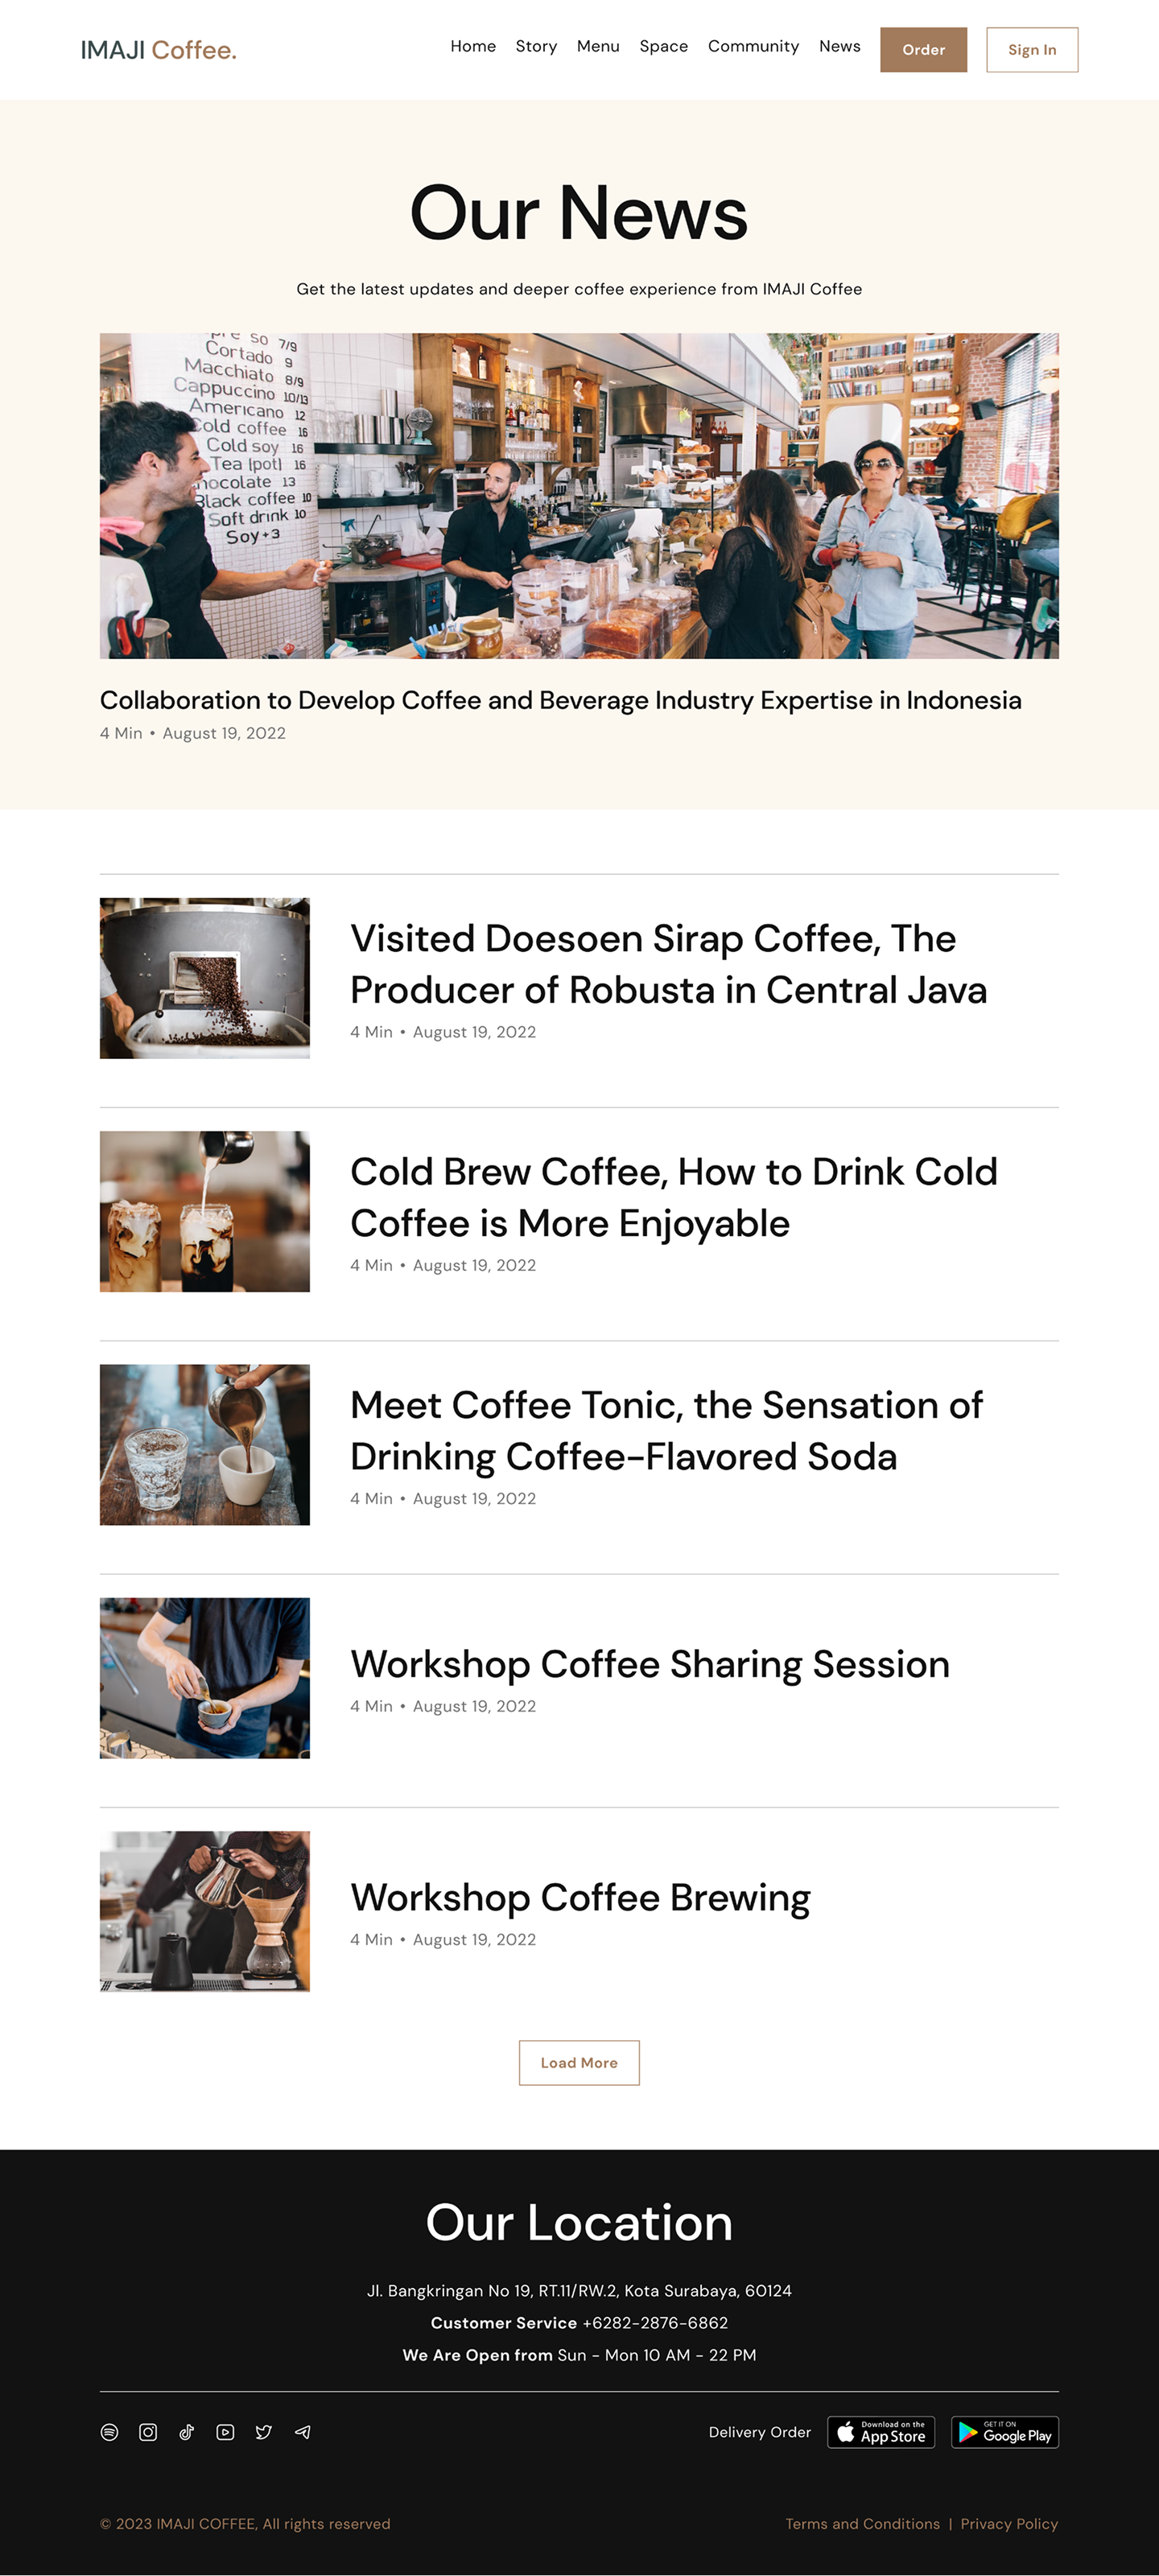 IMAJI Coffee.
Home Story Menu Space Community News Order Sign In
Our News
Get the latest updates and deeper coffee experience from IMAJI Coffee
so 7/9
Cortado 9
Macchiato 8/9
Cappuccino 10/13
Americano 12
Cold coffee 16
Cold soy 16
Tea (pot) 16
hocolate 13
Black coffee 10
Soft drink 10
Soy+3
Collaboration to Develop Coffee and Beverage Industry Expertise in Indonesia
4 Min • August 19, 2022
Visited Doesoen Sirap Coffee, The
Producer of Robusta in Central Java
4 Min • August 19, 2022
Cold Brew Coffee, How to Drink Cold
Coffee is More Enjoyable
4 Min • August 19, 2022
Meet Coffee Tonic, the Sensation of
Drinking Coffee-Flavored Soda
4 Min • August 19, 2022
Workshop Coffee Sharing Session
4 Min • August 19, 2022
Workshop Coffee Brewing
4 Min • August 19, 2022
Load More
Our Location
Jl. Bangkringan No 19, RT.11/RW.2, Kota Surabaya, 60124
Customer Service +6282-2876-6862
We Are Open from Sun - Mon 10 AM - 22 PM
Delivery Order Download on the App Store GET IT ON Google Play
© 2023 IMAJI COFFEE, All rights reserved
Terms and Conditions | Privacy Policy